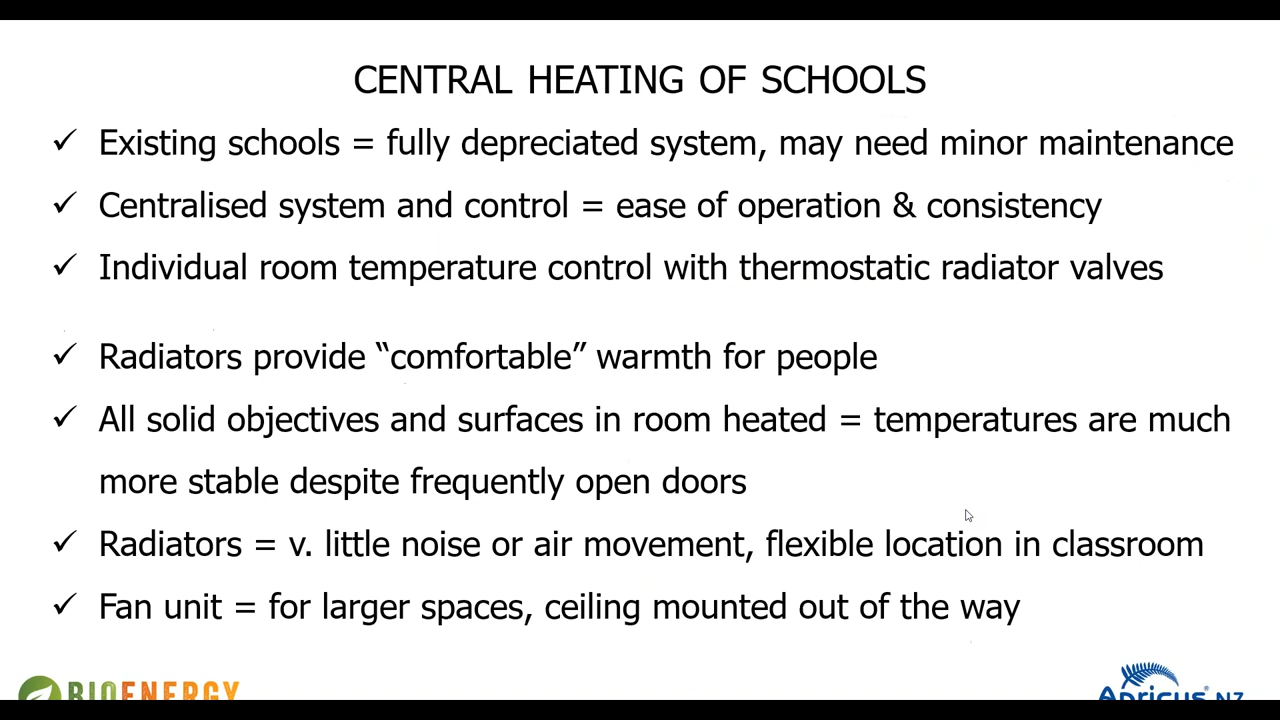 CENTRAL HEATING OF SCHOOLS
✓ Existing schools = fully depreciated system, may need minor maintenance
✓ Centralised system and control = ease of operation & consistency
✓ Individual room temperature control with thermostatic radiator valves
✓ Radiators provide “comfortable” warmth for people
✓ All solid objectives and surfaces in room heated = temperatures are much
more stable despite frequently open doors
✓ Radiators = v. little noise or air movement, flexible location in classroom
✓ Fan unit = for larger spaces, ceiling mounted out of the way
BIOENERGY
Apricus® NZ